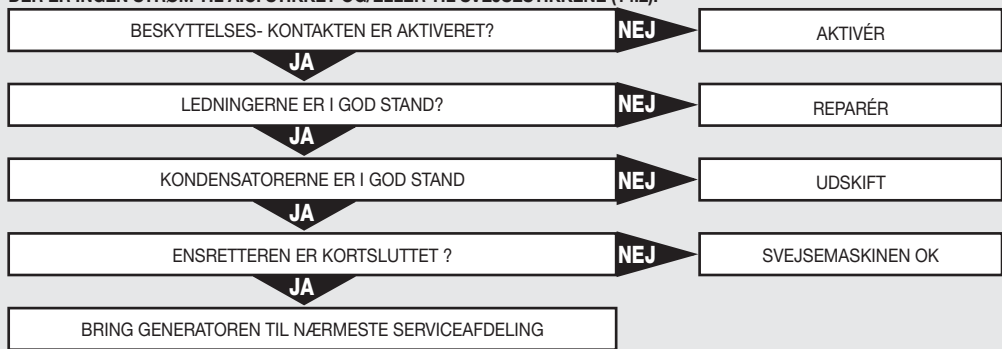 BESKYTTELSES- KONTAKTEN ER AKTIVERET?
NEJ
AKTIVÉR
JA
LEDNINGERNE ER I GOD STAND?
NEJ
REPARÉR
JA
KONDENSATORERNE ER I GOD STAND
NEJ
UDSKIFT
JA
ENSRETTEREN ER KORTSLUTTET ?
NEJ
SVEJSEMASKINEN OK
JA
BRING GENERATOREN TIL NÆRMESTE SERVICEAFDELING